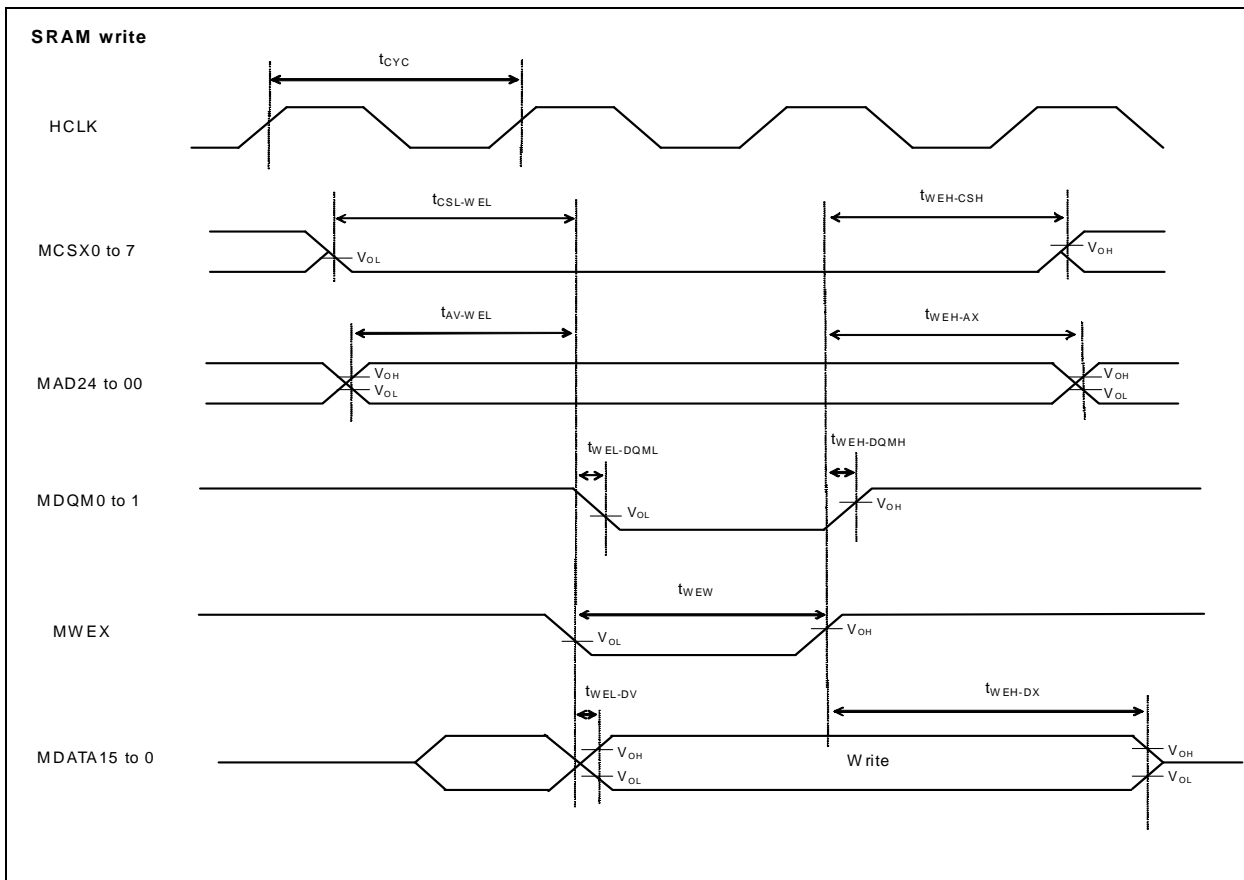 SRAM write
tCYC
HCLK
tCSL-WEL
tWEH-CSH
MCSX0 to 7
VOL
VOH
tAV-WEL
tWEH-AX
MAD24 to 00
VOH
VOL
VOH
VOL
tWEL-DQML
tWEH-DQMH
MDQM0 to 1
VOL
VOH
tWEW
MWEX
VOL
VOH
tWEL-DV
tWEH-DX
MDATA15 to 0
VOH
VOL
Write
VOH
VOL